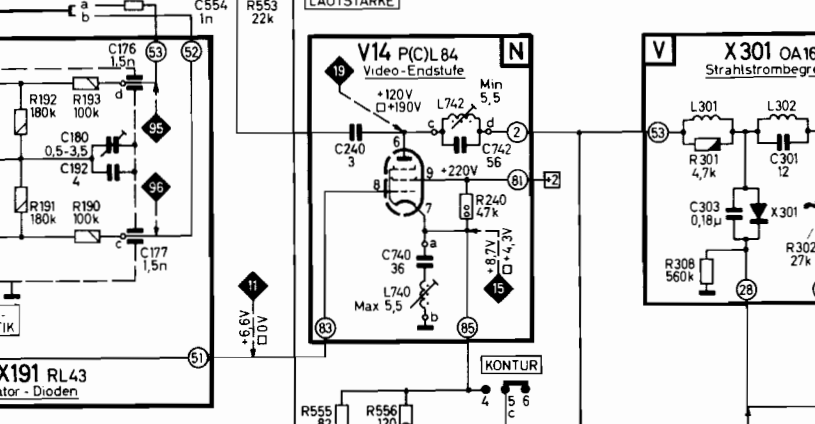 a
b
C554
1n
R553
22k
LAUTSTÄRKE
C176
1,5n
53
52
R192
180k
R193
100k
d
95
C180
0,5-3,5
C192
4
96
R191
180k
R190
100k
c
C177
1,5n
TIK
51
X191 RL43
ator - Dioden
11
+6,6V
□ 0V
V14 P(C)L84
Video-Endstufe
N
19
+120V
□ +190V
Min
5,5
L742
c
d
2
C240
3
6
C742
56
9
+220V
81
+2
8
7
R240
47k
a
C740
36
L740
Max 5,5
b
+8,7V
□ +4,3V
15
83
85
KONTUR
4
5
6
c
R555
82
R556
120
V
X301 OA16
Strahlstrombegre
53
L301
L302
R301
4,7k
C301
12
C303
0,18µ
X301
R302
27k
R308
560k
28